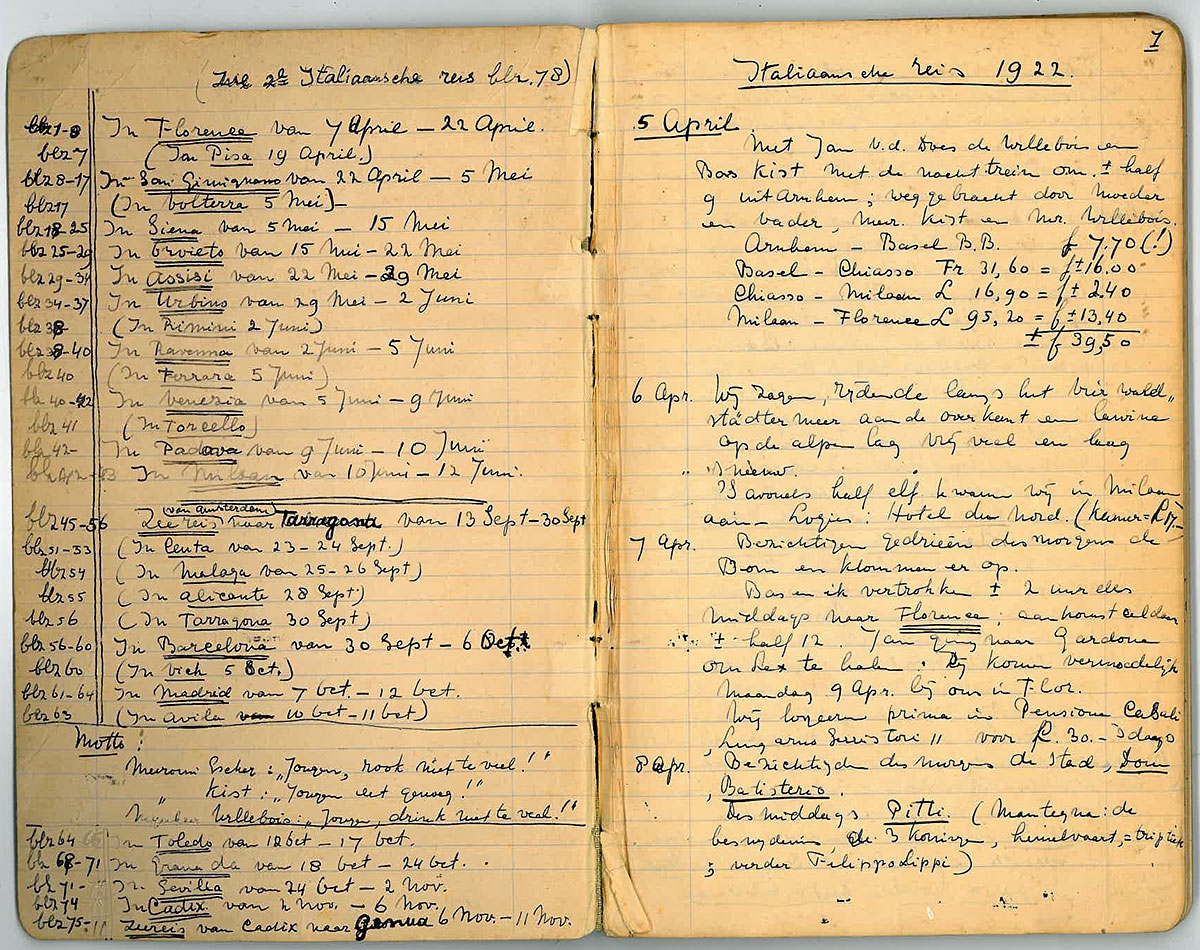 (2e Italiaansche reis blz. 78)
blz 1-8 In Florence van 7 April – 22 April.
blz 7 (In Pisa 19 April.)
blz 8-17 In San Gimignano van 22 April – 5 Mei
blz 17 (In Volterra 5 Mei)
blz 18-25 In Siena van 5 Mei – 15 Mei
blz 25-29 In Orvieto van 15 Mei – 22 Mei
blz 29-34 In Assisi van 22 Mei – 29 Mei
blz 34-37 In Urbino van 29 Mei – 2 Juni
blz 38 (In Rimini 2 Juni)
blz 38-40 In Ravenna van 2 Juni – 5 Juni
blz 40 (In Ferrara 5 Juni)
blz 40-42 In Venezia van 5 Juni – 9 Juni
blz 41 (In Torcello)
blz 42- In Padova van 9 Juni – 10 Juni
blz 42-43 In Milaan van 10 Juni – 12 Juni.
blz 45-56 Zeereis (van Amsterdam) naar Tarragona van 13 Sept – 30 Sept
blz 51-53 (In Ceuta van 23 – 24 Sept.)
blz 54 (In Malaga van 25 – 26 Sept)
blz 55 (In Alicante 28 Sept)
blz 56 (In Tarragona 30 Sept)
blz 56-60 In Barcelona van 30 Sept – 6 Oct.
blz 60 (In Vich 5 Oct.)
blz 61-64 In Madrid van 7 Oct. – 12 Oct.
blz 63 (In Avila van 10 Oct – 11 Oct)
Motto:
Mevrouw Escher: „Jongen, rook niet te veel!"
" Kist: „Jongen eet genoeg!"
Willebois: „Jongen, drink niet te veel!"
blz 64 In Toledo van 12 Oct – 17 Oct.
blz 68-71 In Granada van 18 Oct – 24 Oct.
blz 71- In Sevilla van 24 Oct – 2 Nov.
blz 74 In Cadix van 2 Nov. – 6 Nov.
blz 75- Zeereis van Cadix naar Genua 6 Nov. – 11 Nov.
1
Italiaansche reis 1922.
5 April
Met Jan v.d. Does de Willebois en
Bas Kist met de nachttrein om ± half
9 uit Arnhem; weggebracht door moeder
en vader, mevr. Kist en mr. Willebois.
Arnhem – Basel B.B. f 7.70 (!)
Basel – Chiasso Fr 31,60 = f ± 16.00
Chiasso – Milaan £ 16,90 = f ± 2.40
Milaan – Florence £ 95,20 = f ± 13,40
± f 39,50
6 Apr. Wij zagen, rijdende langs het vier wald„
städter meer aan de overkant en lawine
op de alpen lag vrij veel en laag
„ sneeuw.
's Avonds half elf kwamen wij in Milaan
aan – Logies: Hotel du Nord. (kamer = £ 17,–
7 Apr. Bezichtigen gedrieën des morgens de
Dom en klommen er op.
Bas en ik vertrokken ± 2 uur des
middags naar Florence; aankomst aldaar
± half 12. Jan ging naar Gardone
om Lex te halen. Zij komen vermoedelijk
Maandag 9 Apr. bij ons in Flor.
Wij logeeren prima in Pensione Casali
, Lungarno Serristori 11 voor £ 30.– 's daags
8 Apr. Bezichtigden des morgens de stad, Dom
, Batisterio.
Des middags Pitti. (Mantegna: de
besnijdenis, de 3 koningen, hemelvaart, = triptiek
; verder Filippo Lippi)